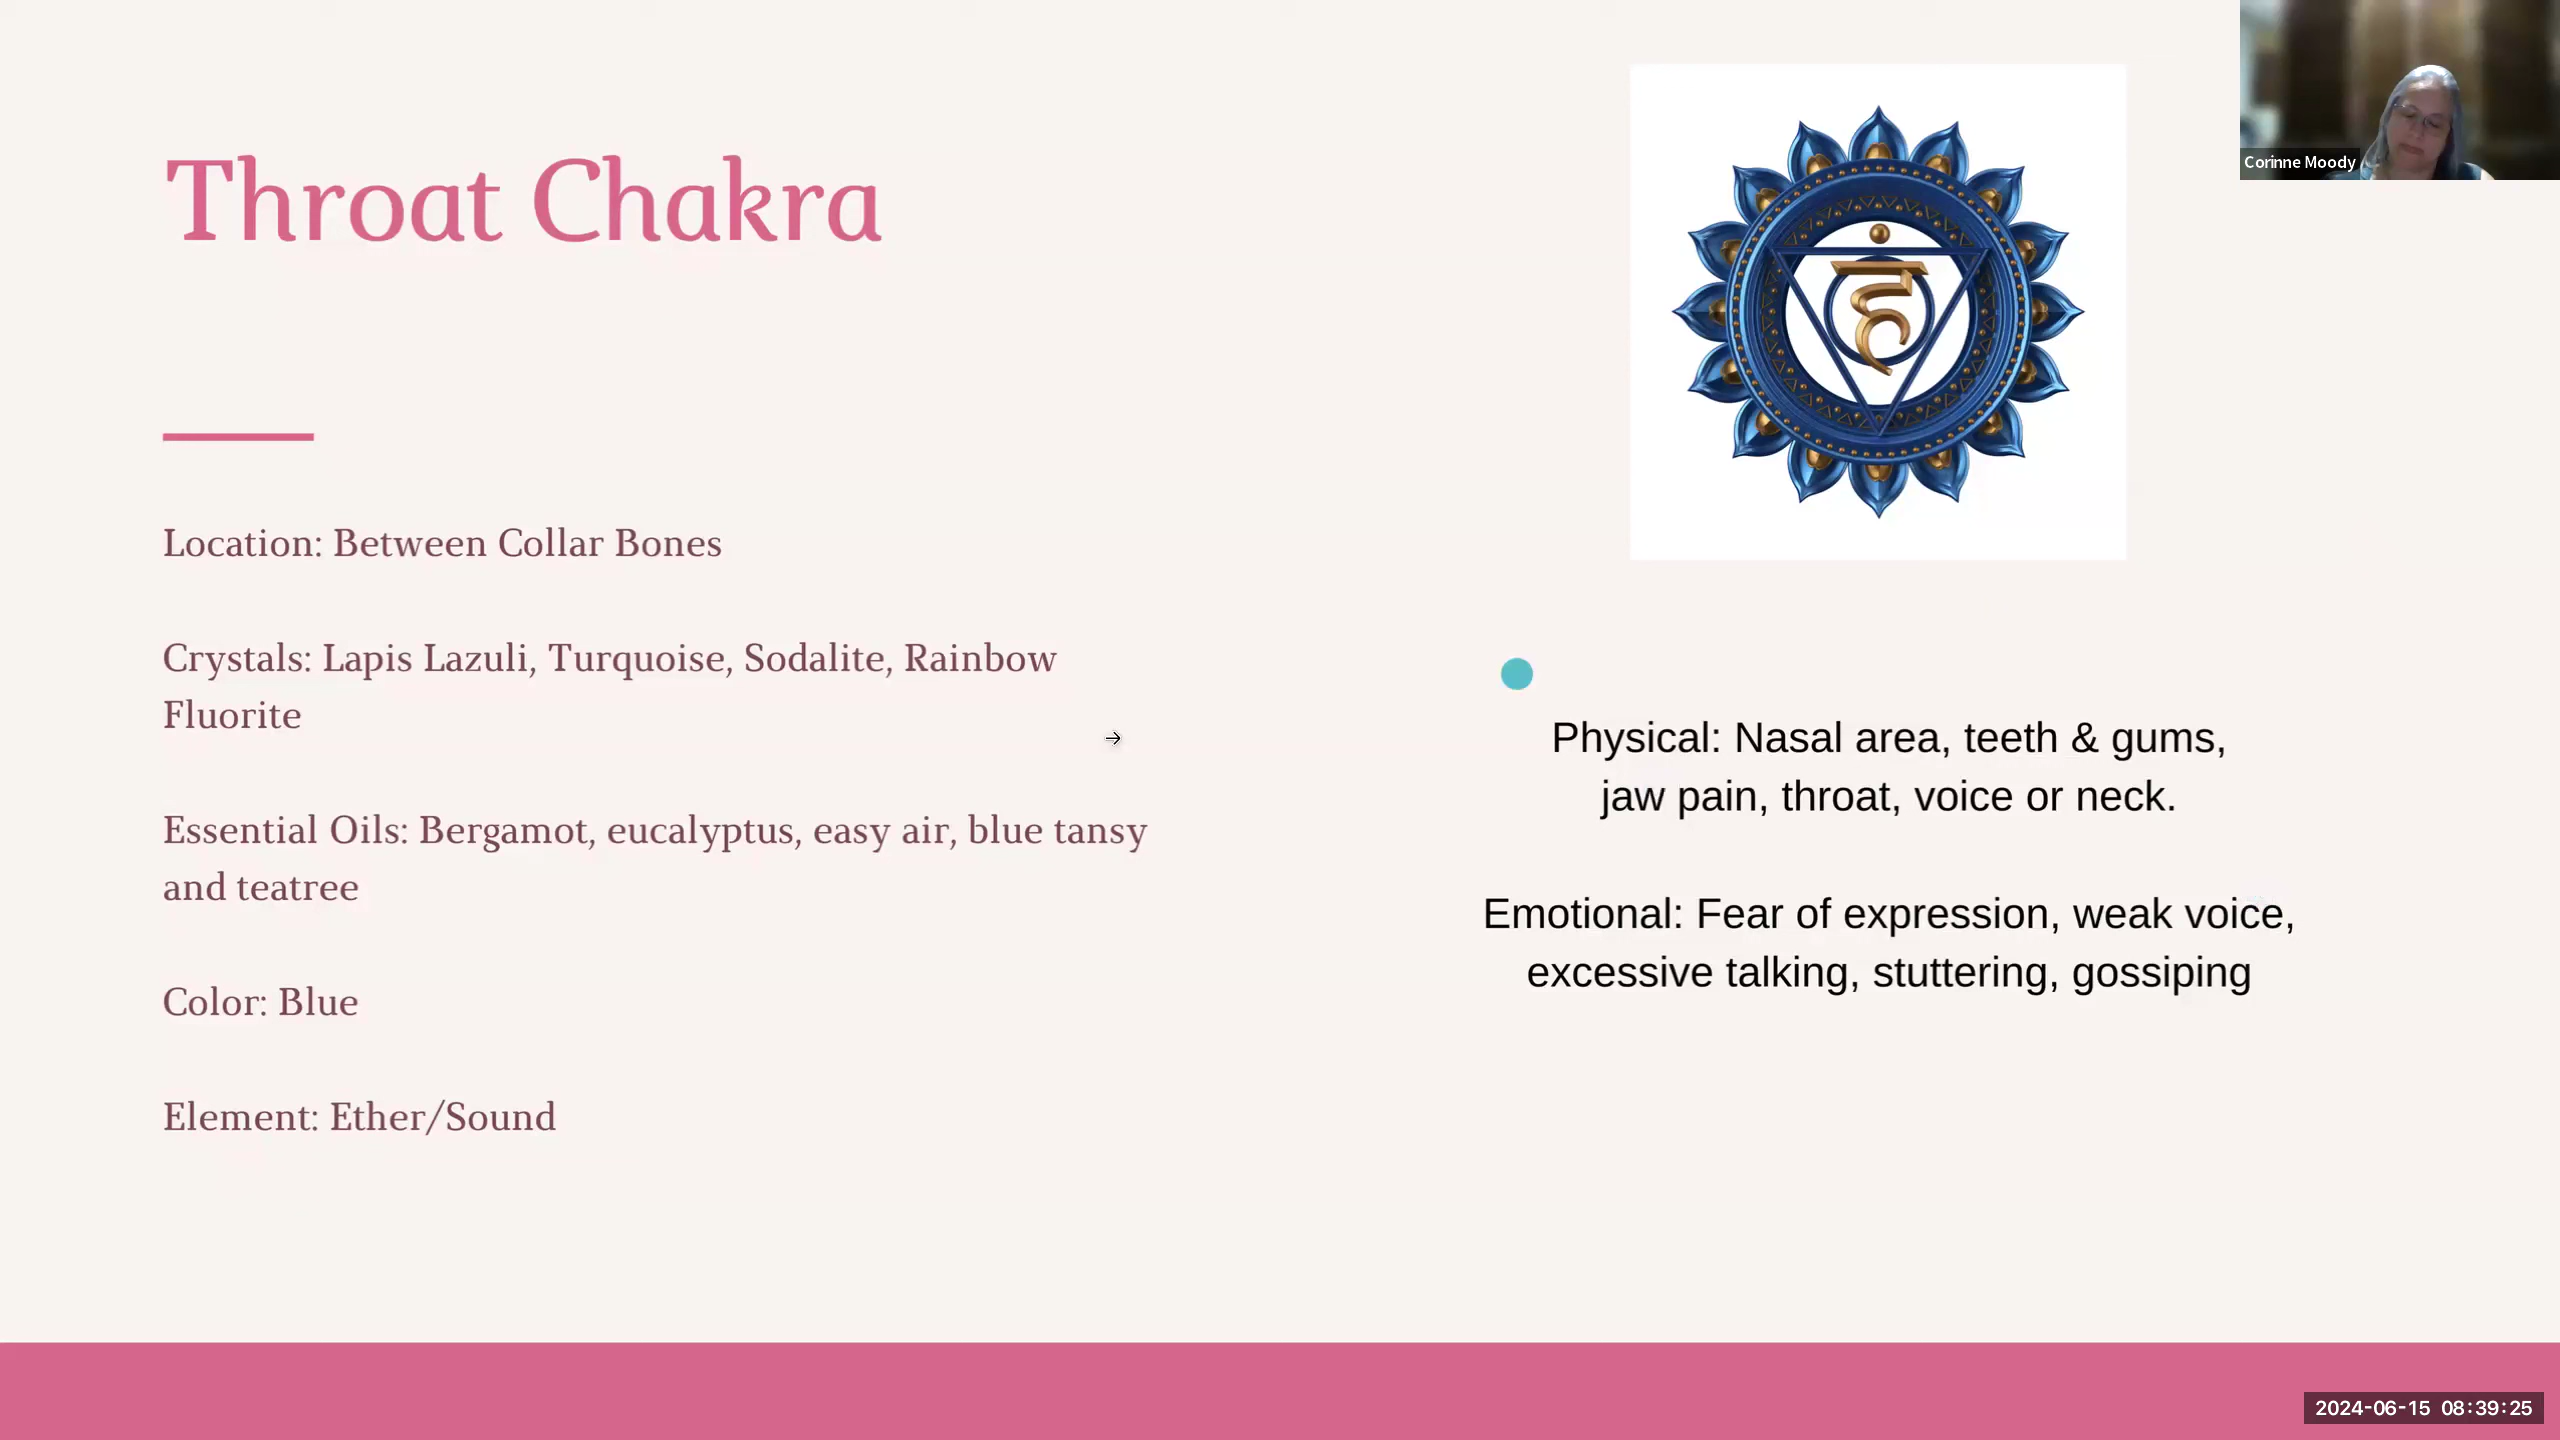 Throat Chakra
Location: Between Collar Bones
Crystals: Lapis Lazuli, Turquoise, Sodalite, Rainbow
Fluorite
Essential Oils: Bergamot, eucalyptus, easy air, blue tansy
and teatree
Color: Blue
Element: Ether/Sound
हं
Physical: Nasal area, teeth & gums,
jaw pain, throat, voice or neck.
Emotional: Fear of expression, weak voice,
excessive talking, stuttering, gossiping
Corinne Moody
2024-06-15 08:39:25